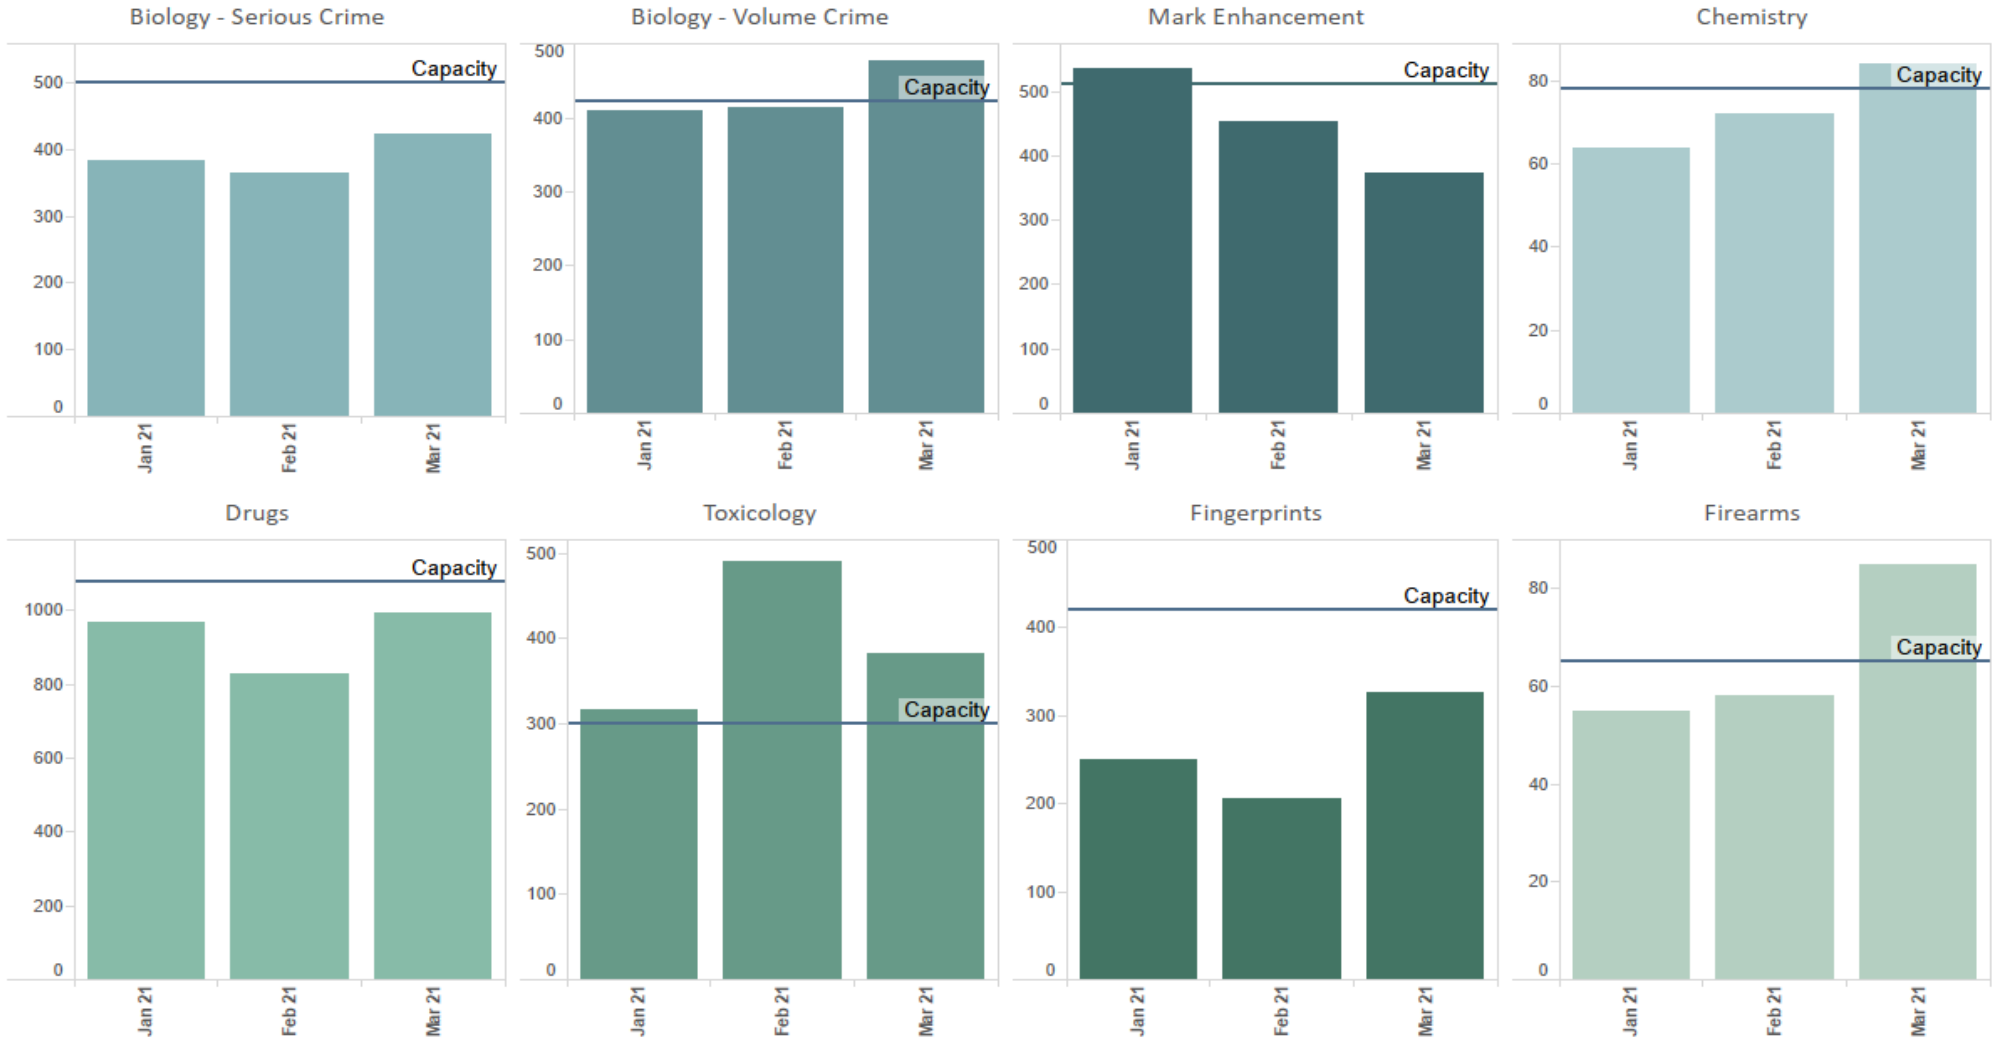 Biology - Serious Crime
Capacity
500
400
300
200
100
0
Jan 21
Feb 21
Mar 21
Biology - Volume Crime
500
Capacity
400
300
200
100
0
Jan 21
Feb 21
Mar 21
Mark Enhancement
Capacity
500
400
300
200
100
0
Jan 21
Feb 21
Mar 21
Chemistry
Capacity
80
60
40
20
0
Jan 21
Feb 21
Mar 21
Drugs
Capacity
1000
800
600
400
200
0
Jan 21
Feb 21
Mar 21
Toxicology
500
400
Capacity
300
200
100
0
Jan 21
Feb 21
Mar 21
Fingerprints
500
Capacity
400
300
200
100
0
Jan 21
Feb 21
Mar 21
Firearms
80
Capacity
60
40
20
0
Jan 21
Feb 21
Mar 21